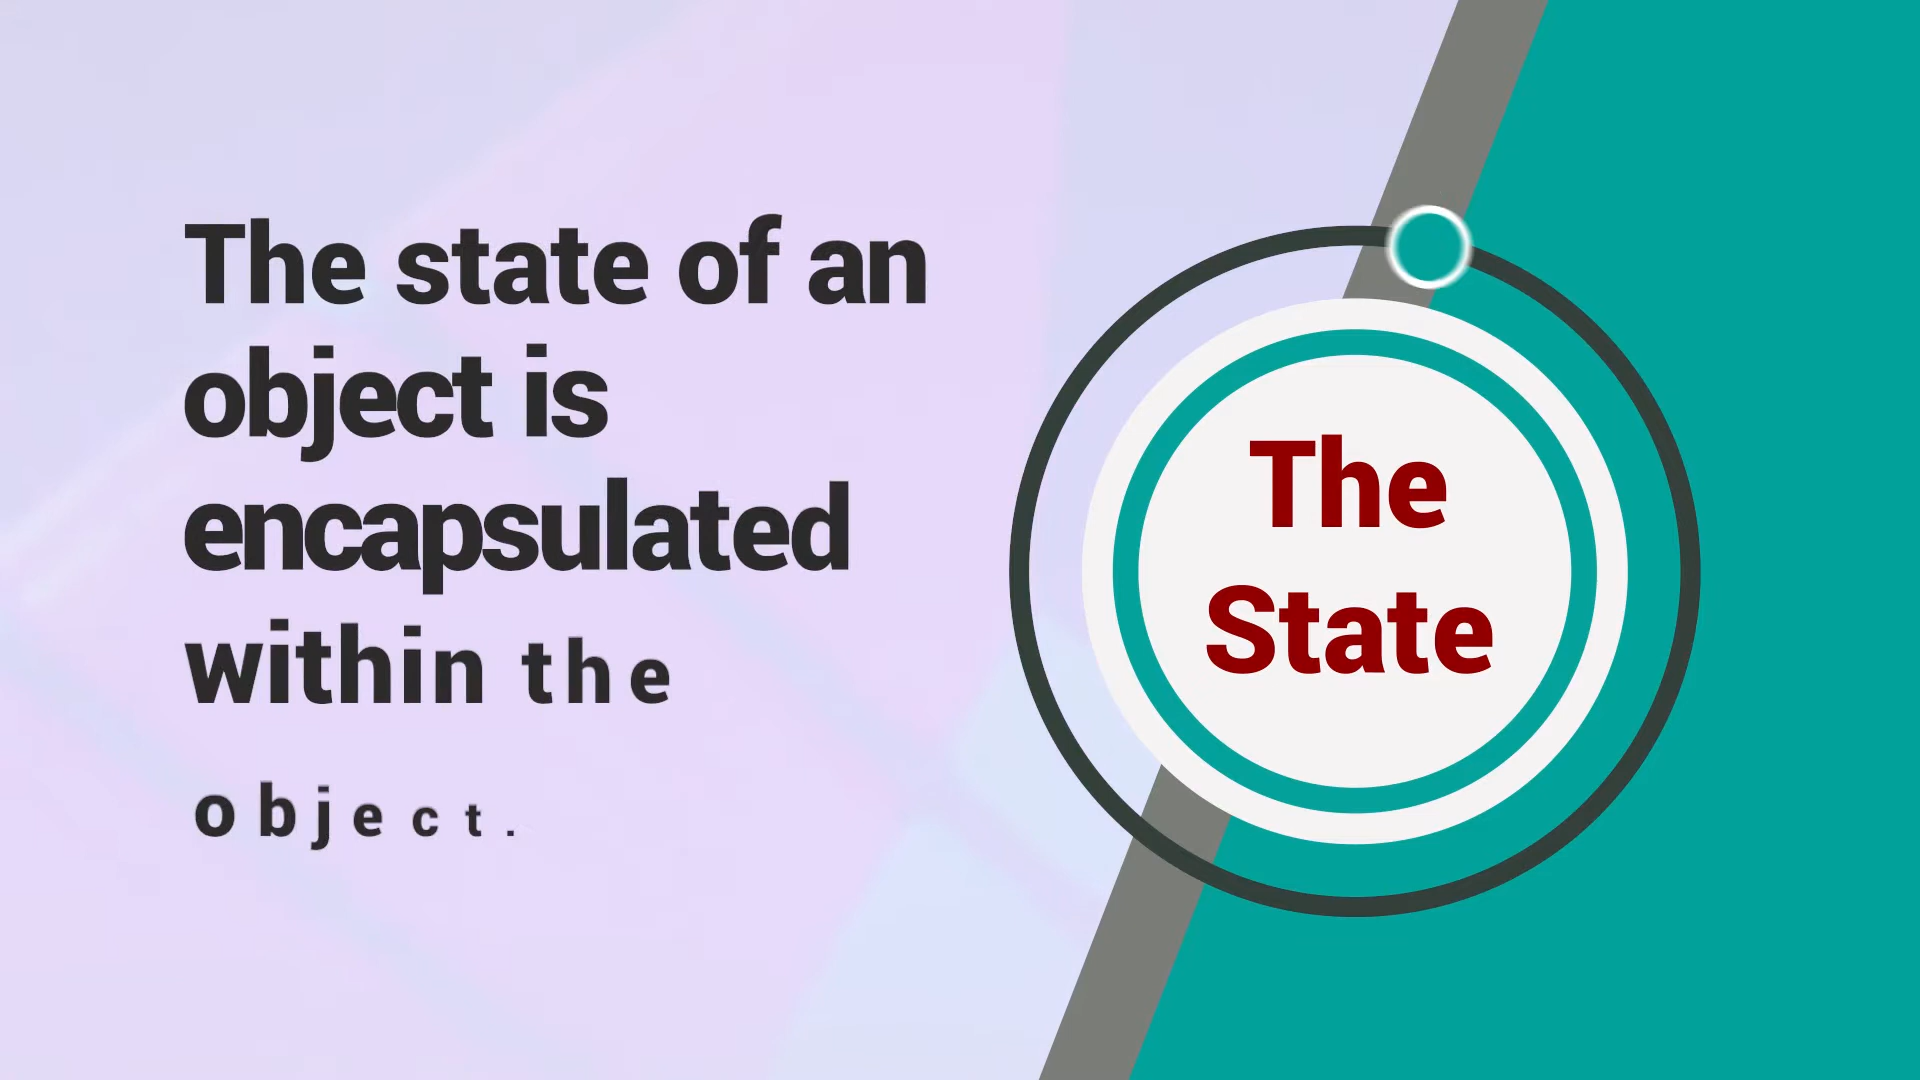 The state of an
object is
encapsulated
within the
object.
The
State